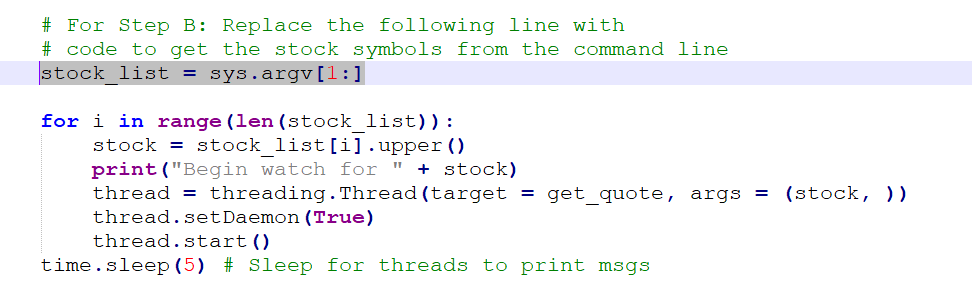 # For Step B: Replace the following line with
# code to get the stock symbols from the command line
stock_list = sys.argv[1:]
for i in range(len(stock_list)):
stock = stock_list[i].upper()
print("Begin watch for " + stock)
thread = threading.Thread(target = get_quote, args = (stock, ))
thread.setDaemon(True)
thread.start()
time.sleep(5) # Sleep for threads to print msgs